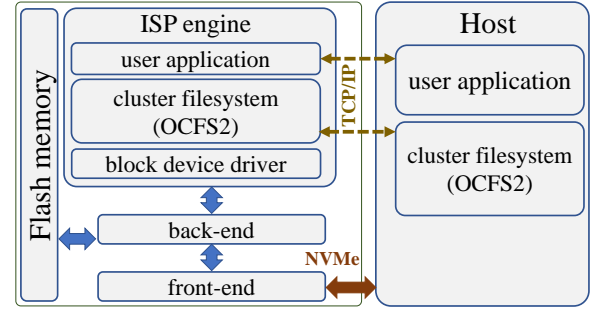 Flash memory
ISP engine
user application
cluster filesystem
(OCFS2)
block device driver
back-end
front-end
TCP/IP
NVMe
Host
user application
cluster filesystem
(OCFS2)